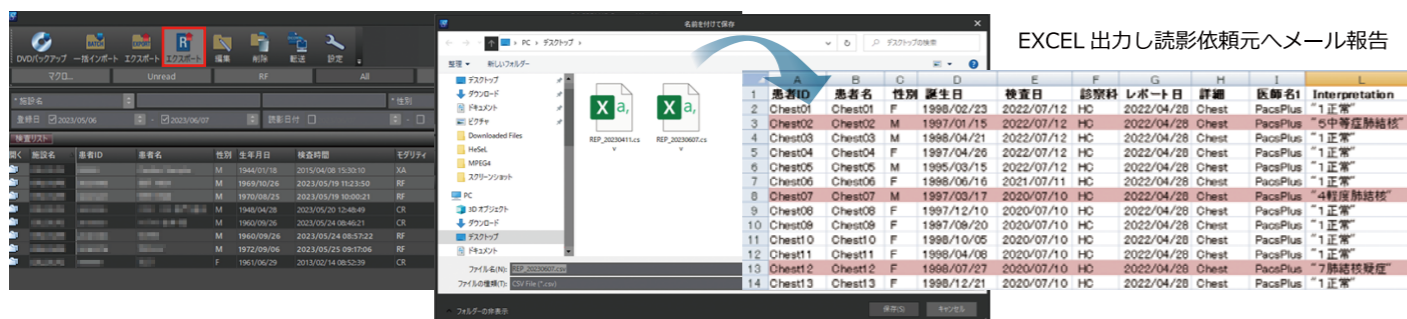 DVDバックアップ
一括インポート
エクスポート
エクスポート
編集
削除
転送
設定
マクロ...
Unread
RF
All
*施設名
*性別
登録日 2023/05/06 - 2023/06/07
読影日付
検査リスト
開く 施設名 患者ID 患者名 性別 生年月日 検査時間 モダリティ
M 1944/01/18 2015/04/08 15:30:10 XA
M 1969/10/26 2023/05/19 11:23:50 RF
M 1970/08/25 2023/05/19 10:00:21 RF
M 1948/04/28 2023/05/20 12:48:49 CR
M 1960/09/26 2023/05/24 08:46:21 CR
M 1960/09/26 2023/05/24 08:57:22 RF
M 1972/09/06 2023/05/25 09:17:06 RF
F 1961/06/29 2013/02/14 08:52:39 CR
名前を付けて保存
PC › デスクトップ ›
デスクトップの検索
整理
新しいフォルダー
デスクトップ
ダウンロード
ドキュメント
ピクチャ
Downloaded Files
HeSeL
MPEG4
スクリーンショット
PC
3D オブジェクト
ダウンロード
デスクトップ
ドキュメント
REP_20230411.csv
REP_20230607.csv
ファイル名(N): REP_20230607.csv
ファイルの種類(T): CSV File (*.csv)
フォルダーの非表示
保存(S)
キャンセル
EXCEL 出力し読影依頼元へメール報告
A B C D E F G H I L
1 患者ID 患者名 性別 誕生日 検査日 診察科 レポート日 詳細 医師名1 Interpretation
2 Chest01 Chest01 F 1998/02/23 2022/07/12 HC 2022/04/28 Chest PacsPlus "1正常"
3 Chest02 Chest02 M 1997/01/15 2022/07/12 HC 2022/04/28 Chest PacsPlus "5中等症肺結核"
4 Chest03 Chest03 M 1998/04/21 2022/07/12 HC 2022/04/28 Chest PacsPlus "1正常"
5 Chest04 Chest04 F 1997/04/26 2022/07/12 HC 2022/04/28 Chest PacsPlus "1正常"
6 Chest05 Chest05 M 1995/03/15 2022/07/12 HC 2022/04/28 Chest PacsPlus "1正常"
7 Chest06 Chest06 F 1998/06/16 2021/07/11 HC 2022/04/28 Chest PacsPlus "1正常"
8 Chest07 Chest07 M 1997/03/17 2020/07/10 HC 2022/04/28 Chest PacsPlus "4軽度肺結核"
9 Chest08 Chest08 F 1997/12/10 2020/07/10 HC 2022/04/28 Chest PacsPlus "1正常"
10 Chest09 Chest09 F 1997/09/20 2020/07/10 HC 2022/04/28 Chest PacsPlus "1正常"
11 Chest10 Chest10 F 1998/10/05 2020/07/10 HC 2022/04/28 Chest PacsPlus "1正常"
12 Chest11 Chest11 F 1998/04/08 2020/07/10 HC 2022/04/28 Chest PacsPlus "1正常"
13 Chest12 Chest12 F 1998/07/27 2020/07/10 HC 2022/04/28 Chest PacsPlus "7肺結核疑症"
14 Chest13 Chest13 F 1998/12/21 2020/07/10 HC 2022/04/28 Chest PacsPlus "1正常"